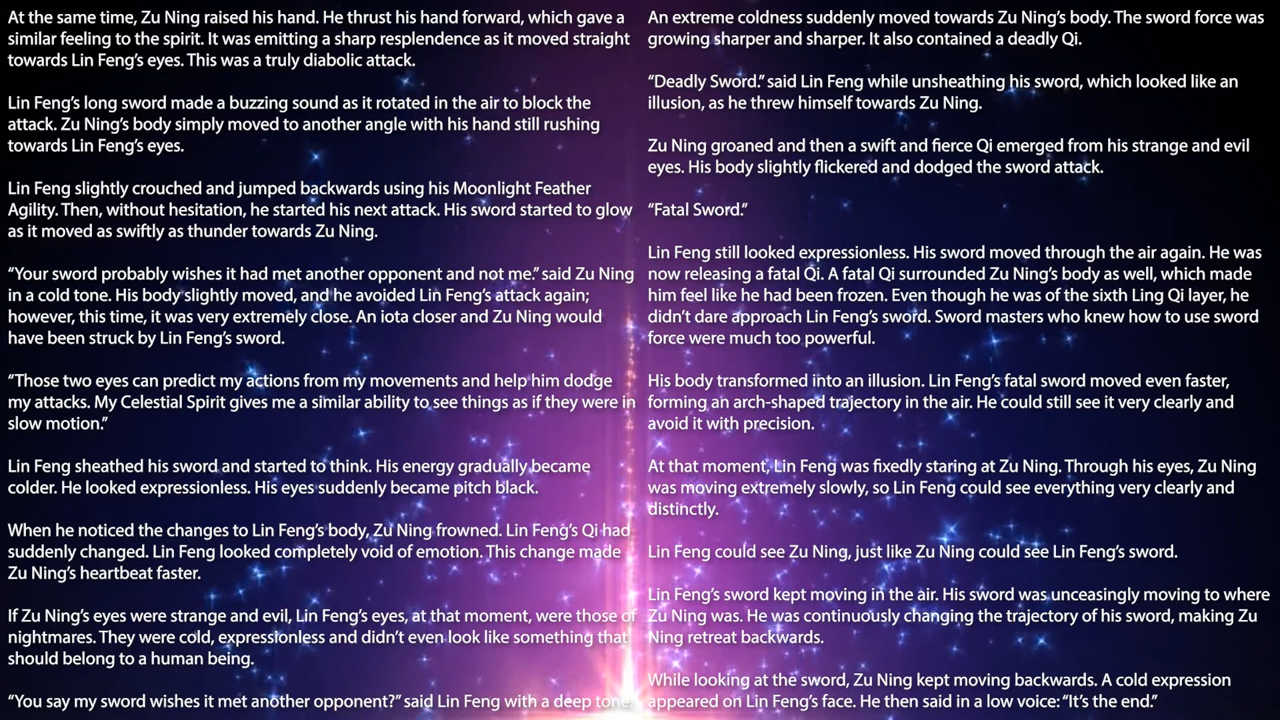 At the same time, Zu Ning raised his hand. He thrust his hand forward, which gave a
similar feeling to the spirit. It was emitting a sharp resplendence as it moved straight
towards Lin Feng’s eyes. This was a truly diabolic attack.
Lin Feng’s long sword made a buzzing sound as it rotated in the air to block the
attack. Zu Ning’s body simply moved to another angle with his hand still rushing
towards Lin Feng’s eyes.
Lin Feng slightly crouched and jumped backwards using his Moonlight Feather
Agility. Then, without hesitation, he started his next attack. His sword started to glow
as it moved as swiftly as thunder towards Zu Ning.
“Your sword probably wishes it had met another opponent and not me.” said Zu Ning
in a cold tone. His body slightly moved, and he avoided Lin Feng’s attack again;
however, this time, it was very extremely close. An iota closer and Zu Ning would
have been struck by Lin Feng’s sword.
“Those two eyes can predict my actions from my movements and help him dodge
my attacks. My Celestial Spirit gives me a similar ability to see things as if they were in
slow motion.”
Lin Feng sheathed his sword and started to think. His energy gradually became
colder. He looked expressionless. His eyes suddenly became pitch black.
When he noticed the changes to Lin Feng’s body, Zu Ning frowned. Lin Feng’s Qi had
suddenly changed. Lin Feng looked completely void of emotion. This change made
Zu Ning’s heartbeat faster.
If Zu Ning’s eyes were strange and evil, Lin Feng’s eyes, at that moment, were those of
nightmares. They were cold, expressionless and didn’t even look like something that
should belong to a human being.
“You say my sword wishes it met another opponent?” said Lin Feng with a deep tone.
An extreme coldness suddenly moved towards Zu Ning’s body. The sword force was
growing sharper and sharper. It also contained a deadly Qi.
“Deadly Sword.” said Lin Feng while unsheathing his sword, which looked like an
illusion, as he threw himself towards Zu Ning.
Zu Ning groaned and then a swift and fierce Qi emerged from his strange and evil
eyes. His body slightly flickered and dodged the sword attack.
“Fatal Sword.”
Lin Feng still looked expressionless. His sword moved through the air again. He was
now releasing a fatal Qi. A fatal Qi surrounded Zu Ning’s body as well, which made
him feel like he had been frozen. Even though he was of the sixth Ling Qi layer, he
didn’t dare approach Lin Feng’s sword. Sword masters who knew how to use sword
force were much too powerful.
His body transformed into an illusion. Lin Feng’s fatal sword moved even faster,
forming an arch-shaped trajectory in the air. He could still see it very clearly and
avoid it with precision.
At that moment, Lin Feng was fixedly staring at Zu Ning. Through his eyes, Zu Ning
was moving extremely slowly, so Lin Feng could see everything very clearly and
distinctly.
Lin Feng could see Zu Ning, just like Zu Ning could see Lin Feng’s sword.
Lin Feng’s sword kept moving in the air. His sword was unceasingly moving to where
Zu Ning was. He was continuously changing the trajectory of his sword, making Zu
Ning retreat backwards.
While looking at the sword, Zu Ning kept moving backwards. A cold expression
appeared on Lin Feng’s face. He then said in a low voice: “It’s the end.”